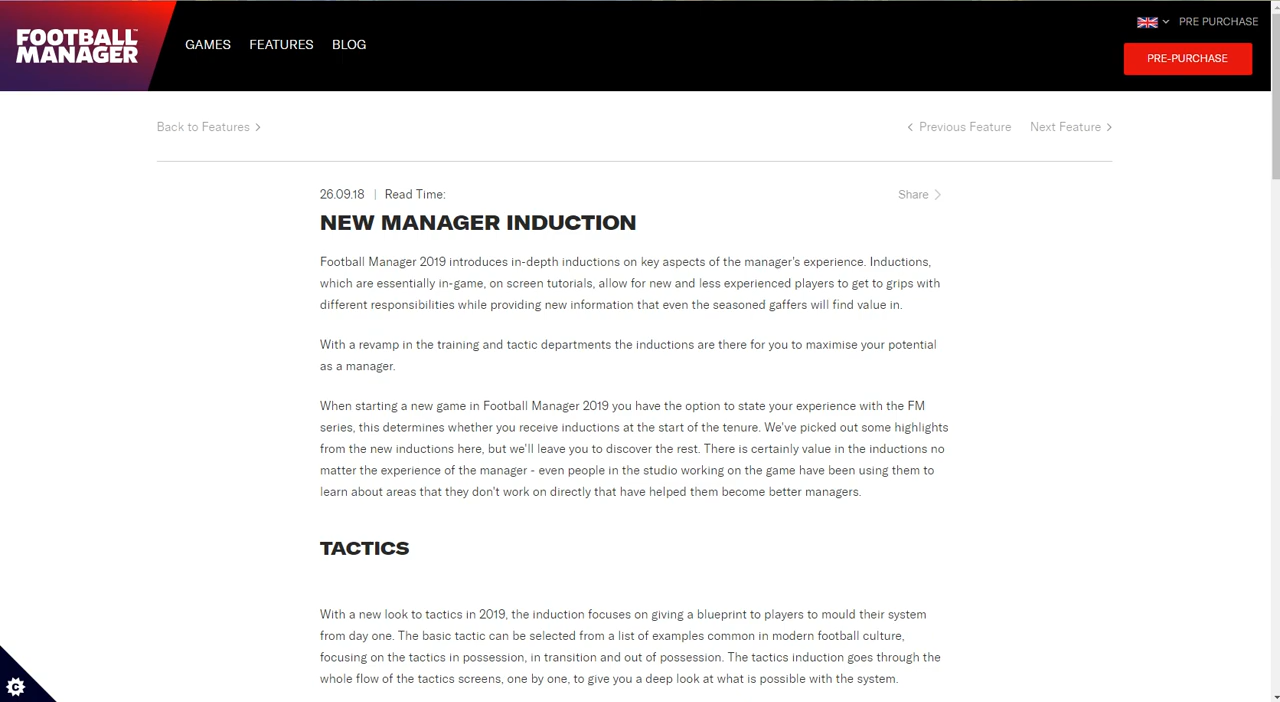 FOOTBALL
MANAGER
GAMES FEATURES BLOG
PRE PURCHASE
PRE-PURCHASE
Back to Features
Previous Feature Next Feature
26.09.18 | Read Time:
Share
NEW MANAGER INDUCTION
Football Manager 2019 introduces in-depth inductions on key aspects of the manager's experience. Inductions,
which are essentially in-game, on screen tutorials, allow for new and less experienced players to get to grips with
different responsibilities while providing new information that even the seasoned gaffers will find value in.
With a revamp in the training and tactic departments the inductions are there for you to maximise your potential
as a manager.
When starting a new game in Football Manager 2019 you have the option to state your experience with the FM
series, this determines whether you receive inductions at the start of the tenure. We've picked out some highlights
from the new inductions here, but we'll leave you to discover the rest. There is certainly value in the inductions no
matter the experience of the manager - even people in the studio working on the game have been using them to
learn about areas that they don't work on directly that have helped them become better managers.
TACTICS
With a new look to tactics in 2019, the induction focuses on giving a blueprint to players to mould their system
from day one. The basic tactic can be selected from a list of examples common in modern football culture,
focusing on the tactics in possession, in transition and out of possession. The tactics induction goes through the
whole flow of the tactics screens, one by one, to give you a deep look at what is possible with the system.